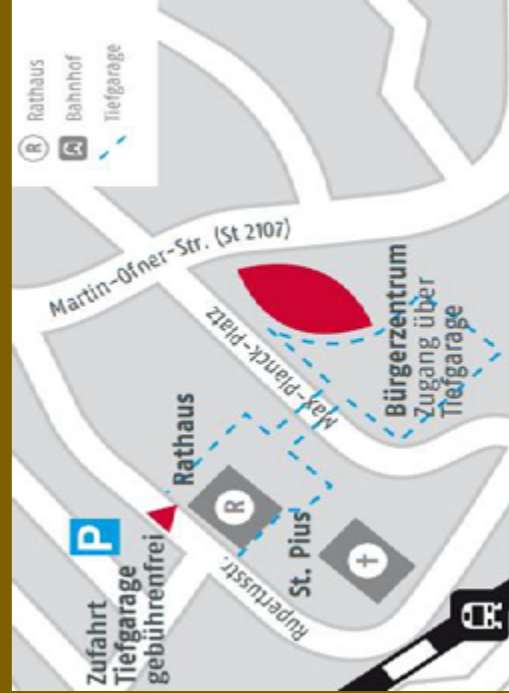 R Rathaus
Bahnhof
Tiefgarage
Martin-Ofner-Str. (St 2107)
Max-Planck-Platz
Bürgerzentrum
Zugang über
Tiefgarage
Rathaus
R
St. Pius
Rupertusstr.
P
Zufahrt
Tiefgarage
gebührenfrei